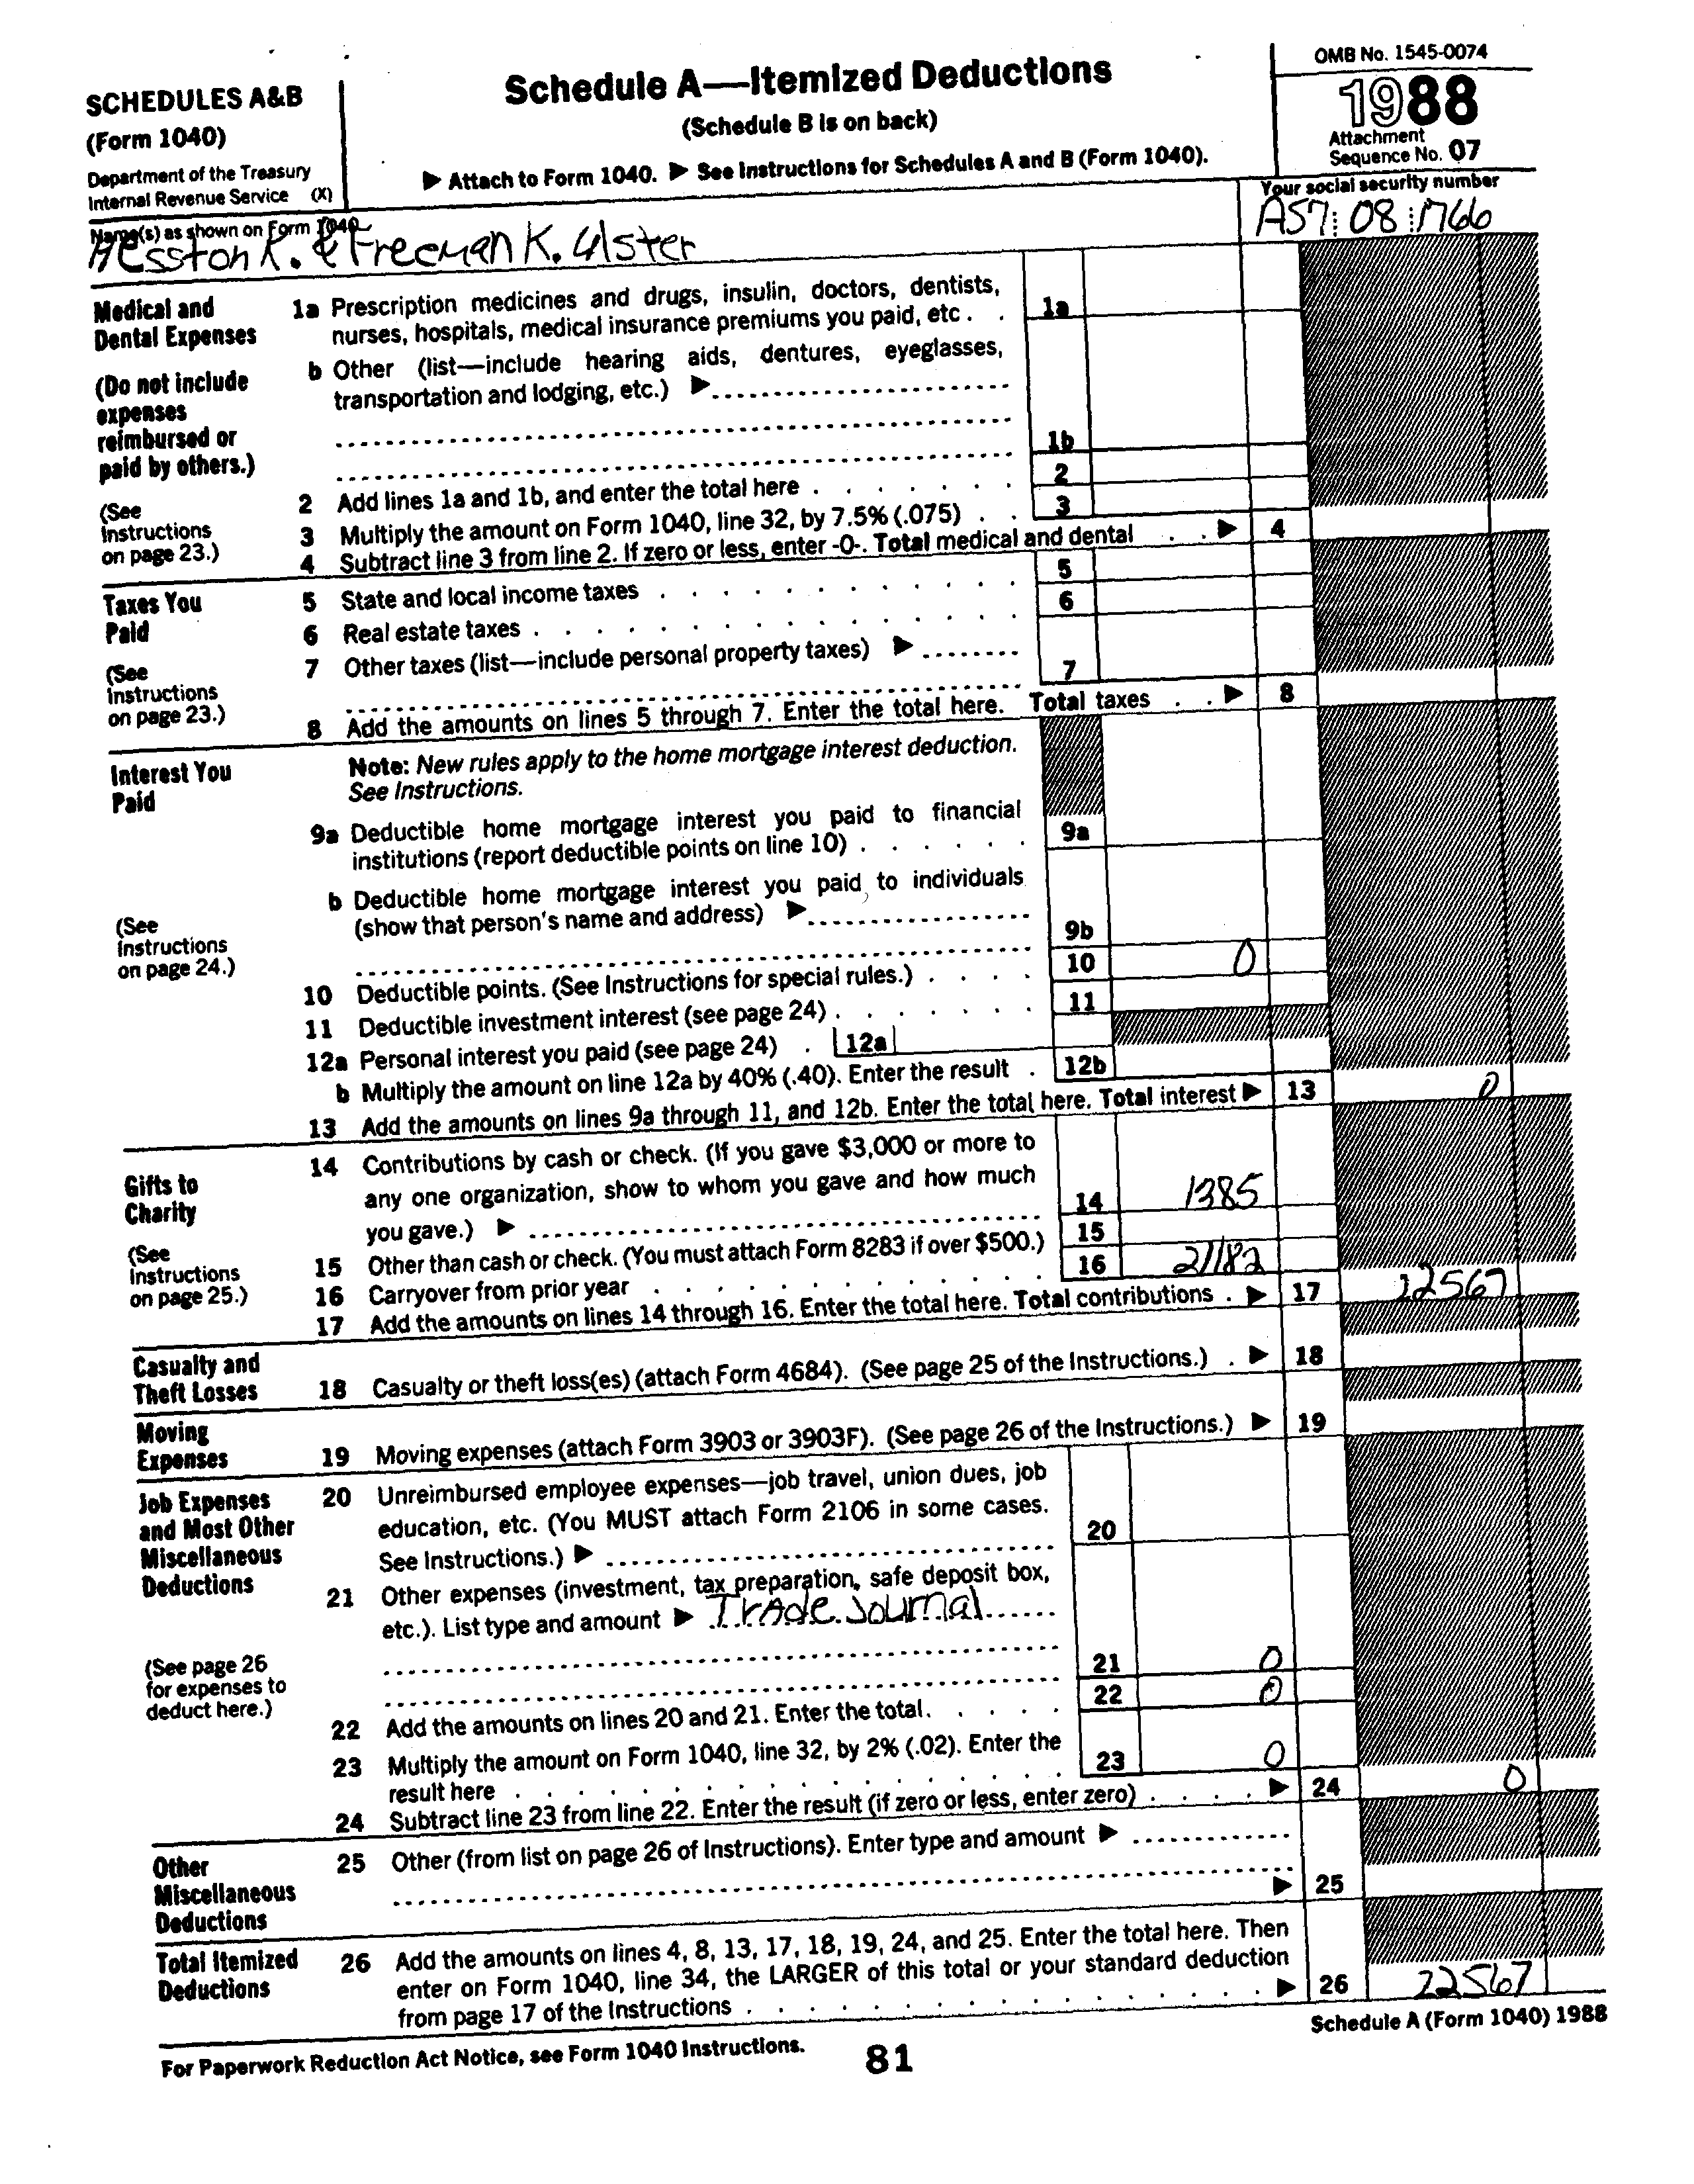 SCHEDULES A&B
(Form 1040)
Department of the Treasury
Internal Revenue Service (X)
Schedule A—Itemized Deductions
(Schedule B is on back)
▶ Attach to Form 1040. ▶ See Instructions for Schedules A and B (Form 1040).
OMB No. 1545-0074
1988
Attachment
Sequence No. 07
Name(s) as shown on Form 1040
Hesston K. & Freeman K. Ulster
Your social security number
A57:08:1766
Medical and
Dental Expenses
(Do not include
expenses
reimbursed or
paid by others.)
(See
Instructions
on page 23.)
1a Prescription medicines and drugs, insulin, doctors, dentists,
nurses, hospitals, medical insurance premiums you paid, etc . . 1a
b Other (list—include hearing aids, dentures, eyeglasses,
transportation and lodging, etc.) ▶
1b
2 Add lines 1a and 1b, and enter the total here . . . . . . . 2
3 Multiply the amount on Form 1040, line 32, by 7.5% (.075) . . 3
4 Subtract line 3 from line 2. If zero or less, enter -0-. Total medical and dental . . ▶ 4
Taxes You
Paid
(See
Instructions
on page 23.)
5 State and local income taxes . . . . . . . . . . . 5
6 Real estate taxes . . . . . . . . . . . . . . . 6
7 Other taxes (list—include personal property taxes) ▶
7
8 Add the amounts on lines 5 through 7. Enter the total here. Total taxes . . ▶ 8
Interest You
Paid
(See
Instructions
on page 24.)
Note: New rules apply to the home mortgage interest deduction.
See Instructions.
9a Deductible home mortgage interest you paid to financial
institutions (report deductible points on line 10) . . . . . . 9a
b Deductible home mortgage interest you paid to individuals
(show that person's name and address) ▶
9b
10 Deductible points. (See Instructions for special rules.) . . . . 10 0
11 Deductible investment interest (see page 24) . . . . . . . 11
12a Personal interest you paid (see page 24) . 12a
b Multiply the amount on line 12a by 40% (.40). Enter the result . 12b
13 Add the amounts on lines 9a through 11, and 12b. Enter the total here. Total interest ▶ 13 0
Gifts to
Charity
(See
Instructions
on page 25.)
14 Contributions by cash or check. (If you gave $3,000 or more to
any one organization, show to whom you gave and how much
you gave.) ▶ 14 1385
15 Other than cash or check. (You must attach Form 8283 if over $500.) 15
16 Carryover from prior year . . . . . . . . . . . . 16 21182
17 Add the amounts on lines 14 through 16. Enter the total here. Total contributions . ▶ 17 22567
Casualty and
Theft Losses
18 Casualty or theft loss(es) (attach Form 4684). (See page 25 of the Instructions.) . ▶ 18
Moving
Expenses
19 Moving expenses (attach Form 3903 or 3903F). (See page 26 of the Instructions.) ▶ 19
Job Expenses
and Most Other
Miscellaneous
Deductions
(See page 26
for expenses to
deduct here.)
20 Unreimbursed employee expenses—job travel, union dues, job
education, etc. (You MUST attach Form 2106 in some cases.
See Instructions.) ▶ 20
21 Other expenses (investment, tax preparation, safe deposit box,
etc.). List type and amount ▶ Trade Journal
21 0
22 Add the amounts on lines 20 and 21. Enter the total. . . . . 22 0
23 Multiply the amount on Form 1040, line 32, by 2% (.02). Enter the
result here . . . . . . . . . . . . . . . 23 0
24 Subtract line 23 from line 22. Enter the result (if zero or less, enter zero) . . . . ▶ 24 0
Other
Miscellaneous
Deductions
25 Other (from list on page 26 of Instructions). Enter type and amount ▶
▶ 25
Total Itemized
Deductions
26 Add the amounts on lines 4, 8, 13, 17, 18, 19, 24, and 25. Enter the total here. Then
enter on Form 1040, line 34, the LARGER of this total or your standard deduction
from page 17 of the Instructions . . . . . . . . . . . . . . . ▶ 26 22567
For Paperwork Reduction Act Notice, see Form 1040 Instructions.
81
Schedule A (Form 1040) 1988